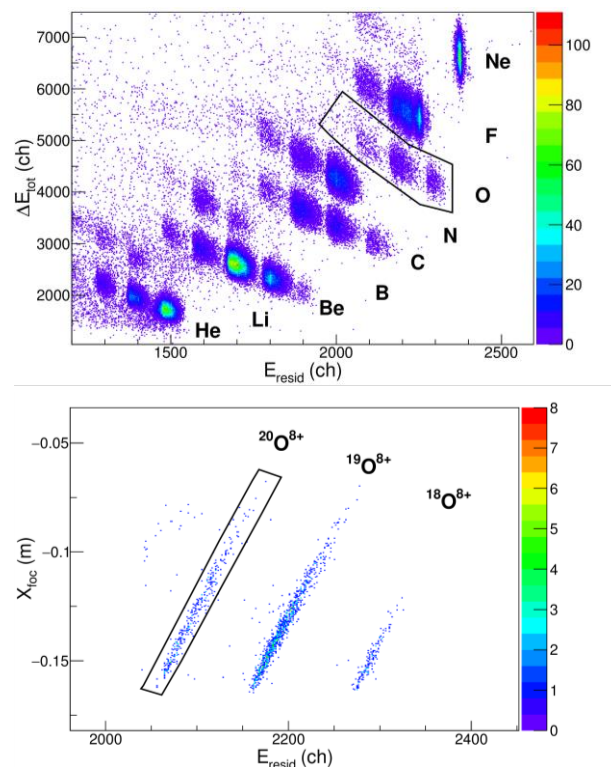 7000
6000
5000
4000
3000
2000
ΔE_tot (ch)
Ne
F
O
N
C
B
Be
Li
He
1500
2000
2500
E_resid (ch)
100
80
60
40
20
0
−0.05
−0.1
−0.15
X_foc (m)
²⁰O⁸⁺
¹⁹O⁸⁺
¹⁸O⁸⁺
2000
2200
2400
E_resid (ch)
8
7
6
5
4
3
2
1
0